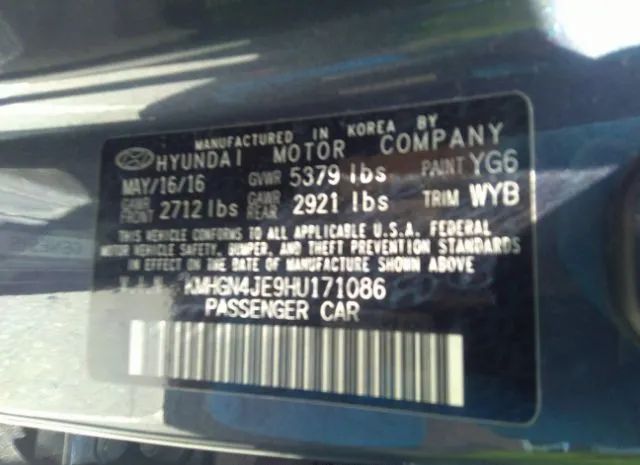 MANUFACTURED IN KOREA BY
HYUNDAI MOTOR COMPANY
MAY/16/16 GVWR 5379 lbs PAINT YG6
GAWR FRONT 2712 lbs GAWR REAR 2921 lbs TRIM WYB
THIS VEHICLE CONFORMS TO ALL APPLICABLE U.S.A. FEDERAL
MOTOR VEHICLE SAFETY, BUMPER, AND THEFT PREVENTION STANDARDS
IN EFFECT ON THE DATE OF MANUFACTURE SHOWN ABOVE
V.I.N KMHGN4JE9HU171086
PASSENGER CAR